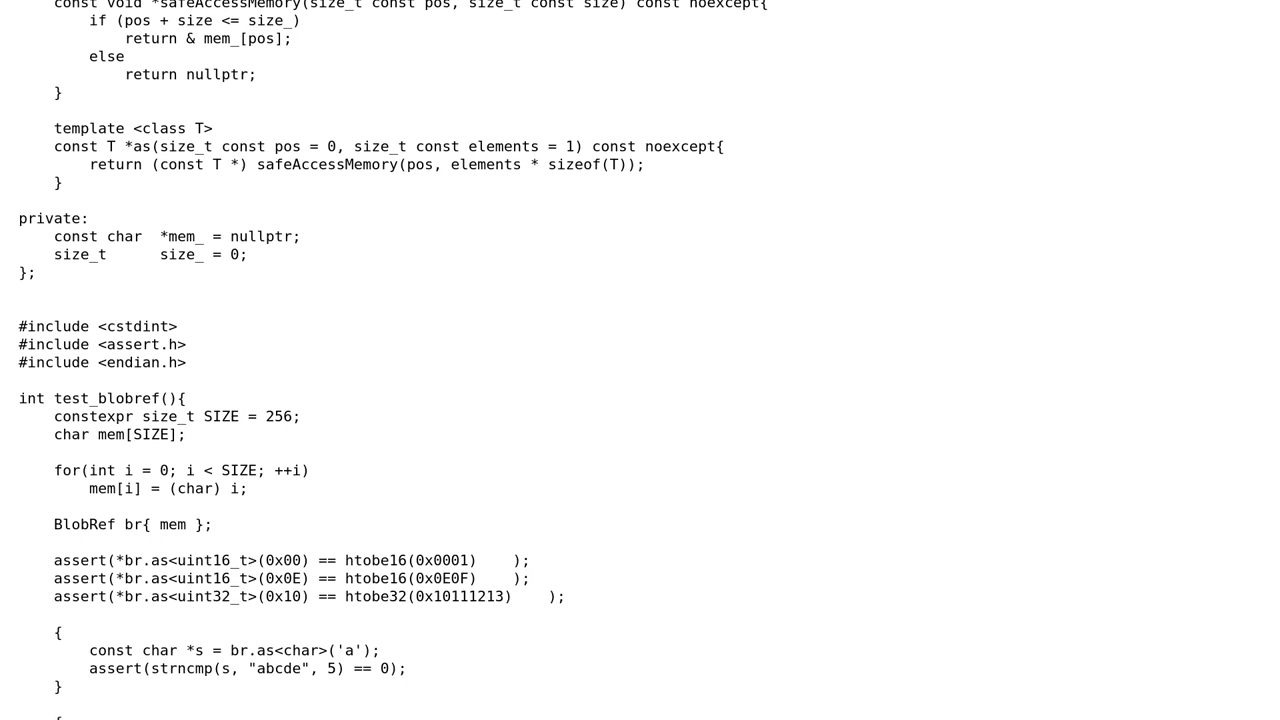 const void *safeAccessMemory(size_t const pos, size_t const size) const noexcept{
        if (pos + size <= size_)
            return & mem_[pos];
        else
            return nullptr;
    }

    template <class T>
    const T *as(size_t const pos = 0, size_t const elements = 1) const noexcept{
        return (const T *) safeAccessMemory(pos, elements * sizeof(T));
    }

private:
    const char  *mem_ = nullptr;
    size_t      size_ = 0;
};


#include <cstdint>
#include <assert.h>
#include <endian.h>

int test_blobref(){
    constexpr size_t SIZE = 256;
    char mem[SIZE];

    for(int i = 0; i < SIZE; ++i)
        mem[i] = (char) i;

    BlobRef br{ mem };

    assert(*br.as<uint16_t>(0x00) == htobe16(0x0001)    );
    assert(*br.as<uint16_t>(0x0E) == htobe16(0x0E0F)    );
    assert(*br.as<uint32_t>(0x10) == htobe32(0x10111213)    );

    {
        const char *s = br.as<char>('a');
        assert(strncmp(s, "abcde", 5) == 0);
    }

    {